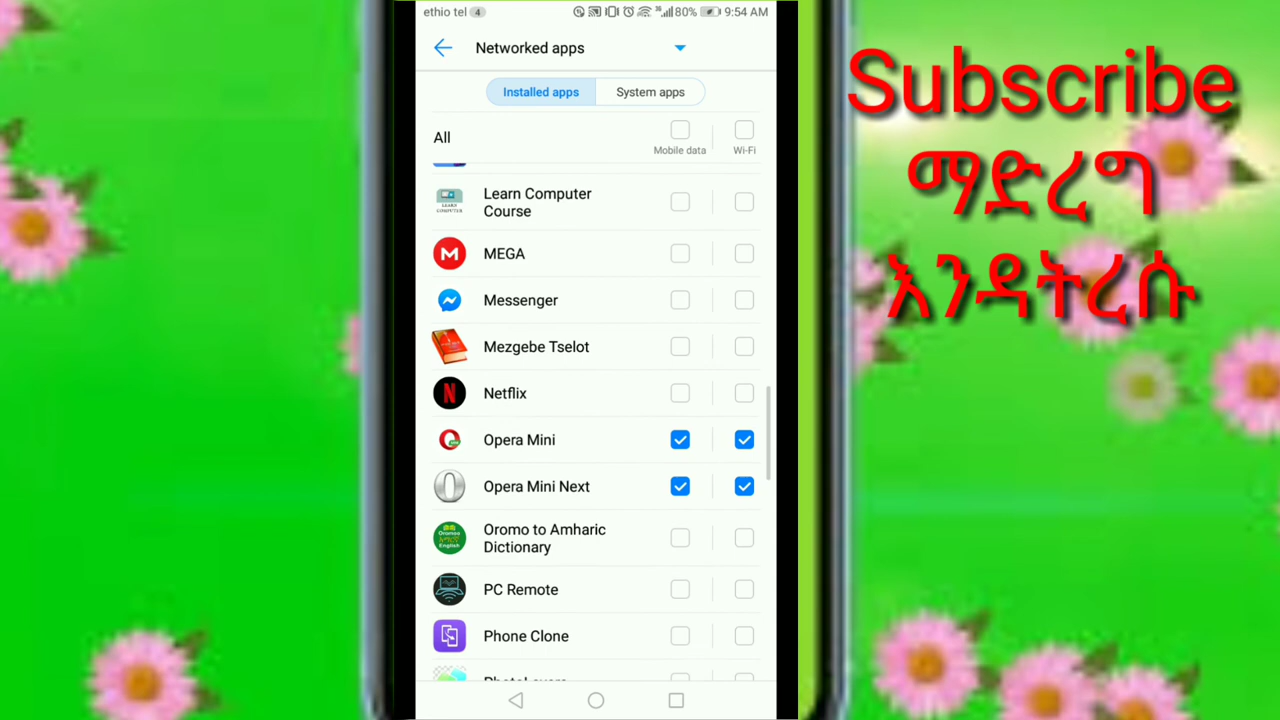 ethio tel 4
80% 9:54 AM
Networked apps
Installed apps
System apps
All
Mobile data
Wi-Fi
Learn Computer
Course
MEGA
Messenger
Mezgebe Tselot
Netflix
Opera Mini
Opera Mini Next
Oromo to Amharic
Dictionary
PC Remote
Phone Clone
Subscribe
ማድረግ
እንዳትረሱ